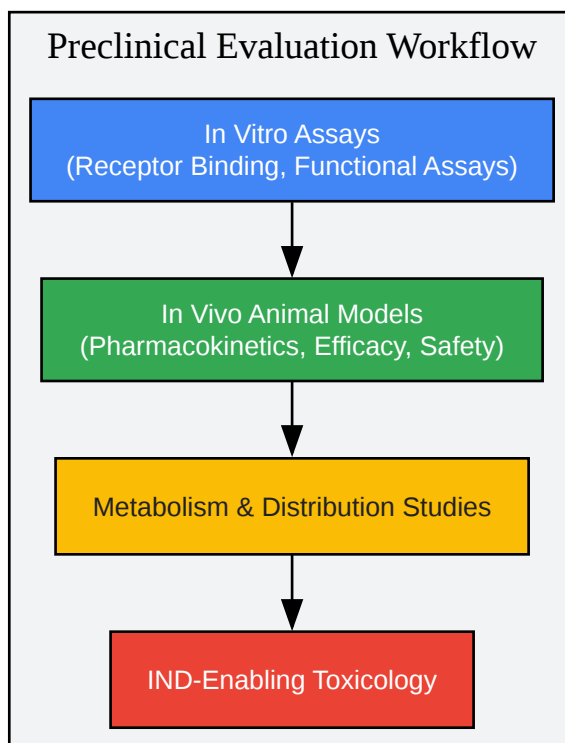 Preclinical Evaluation Workflow
In Vitro Assays
(Receptor Binding, Functional Assays)
In Vivo Animal Models
(Pharmacokinetics, Efficacy, Safety)
Metabolism & Distribution Studies
IND-Enabling Toxicology